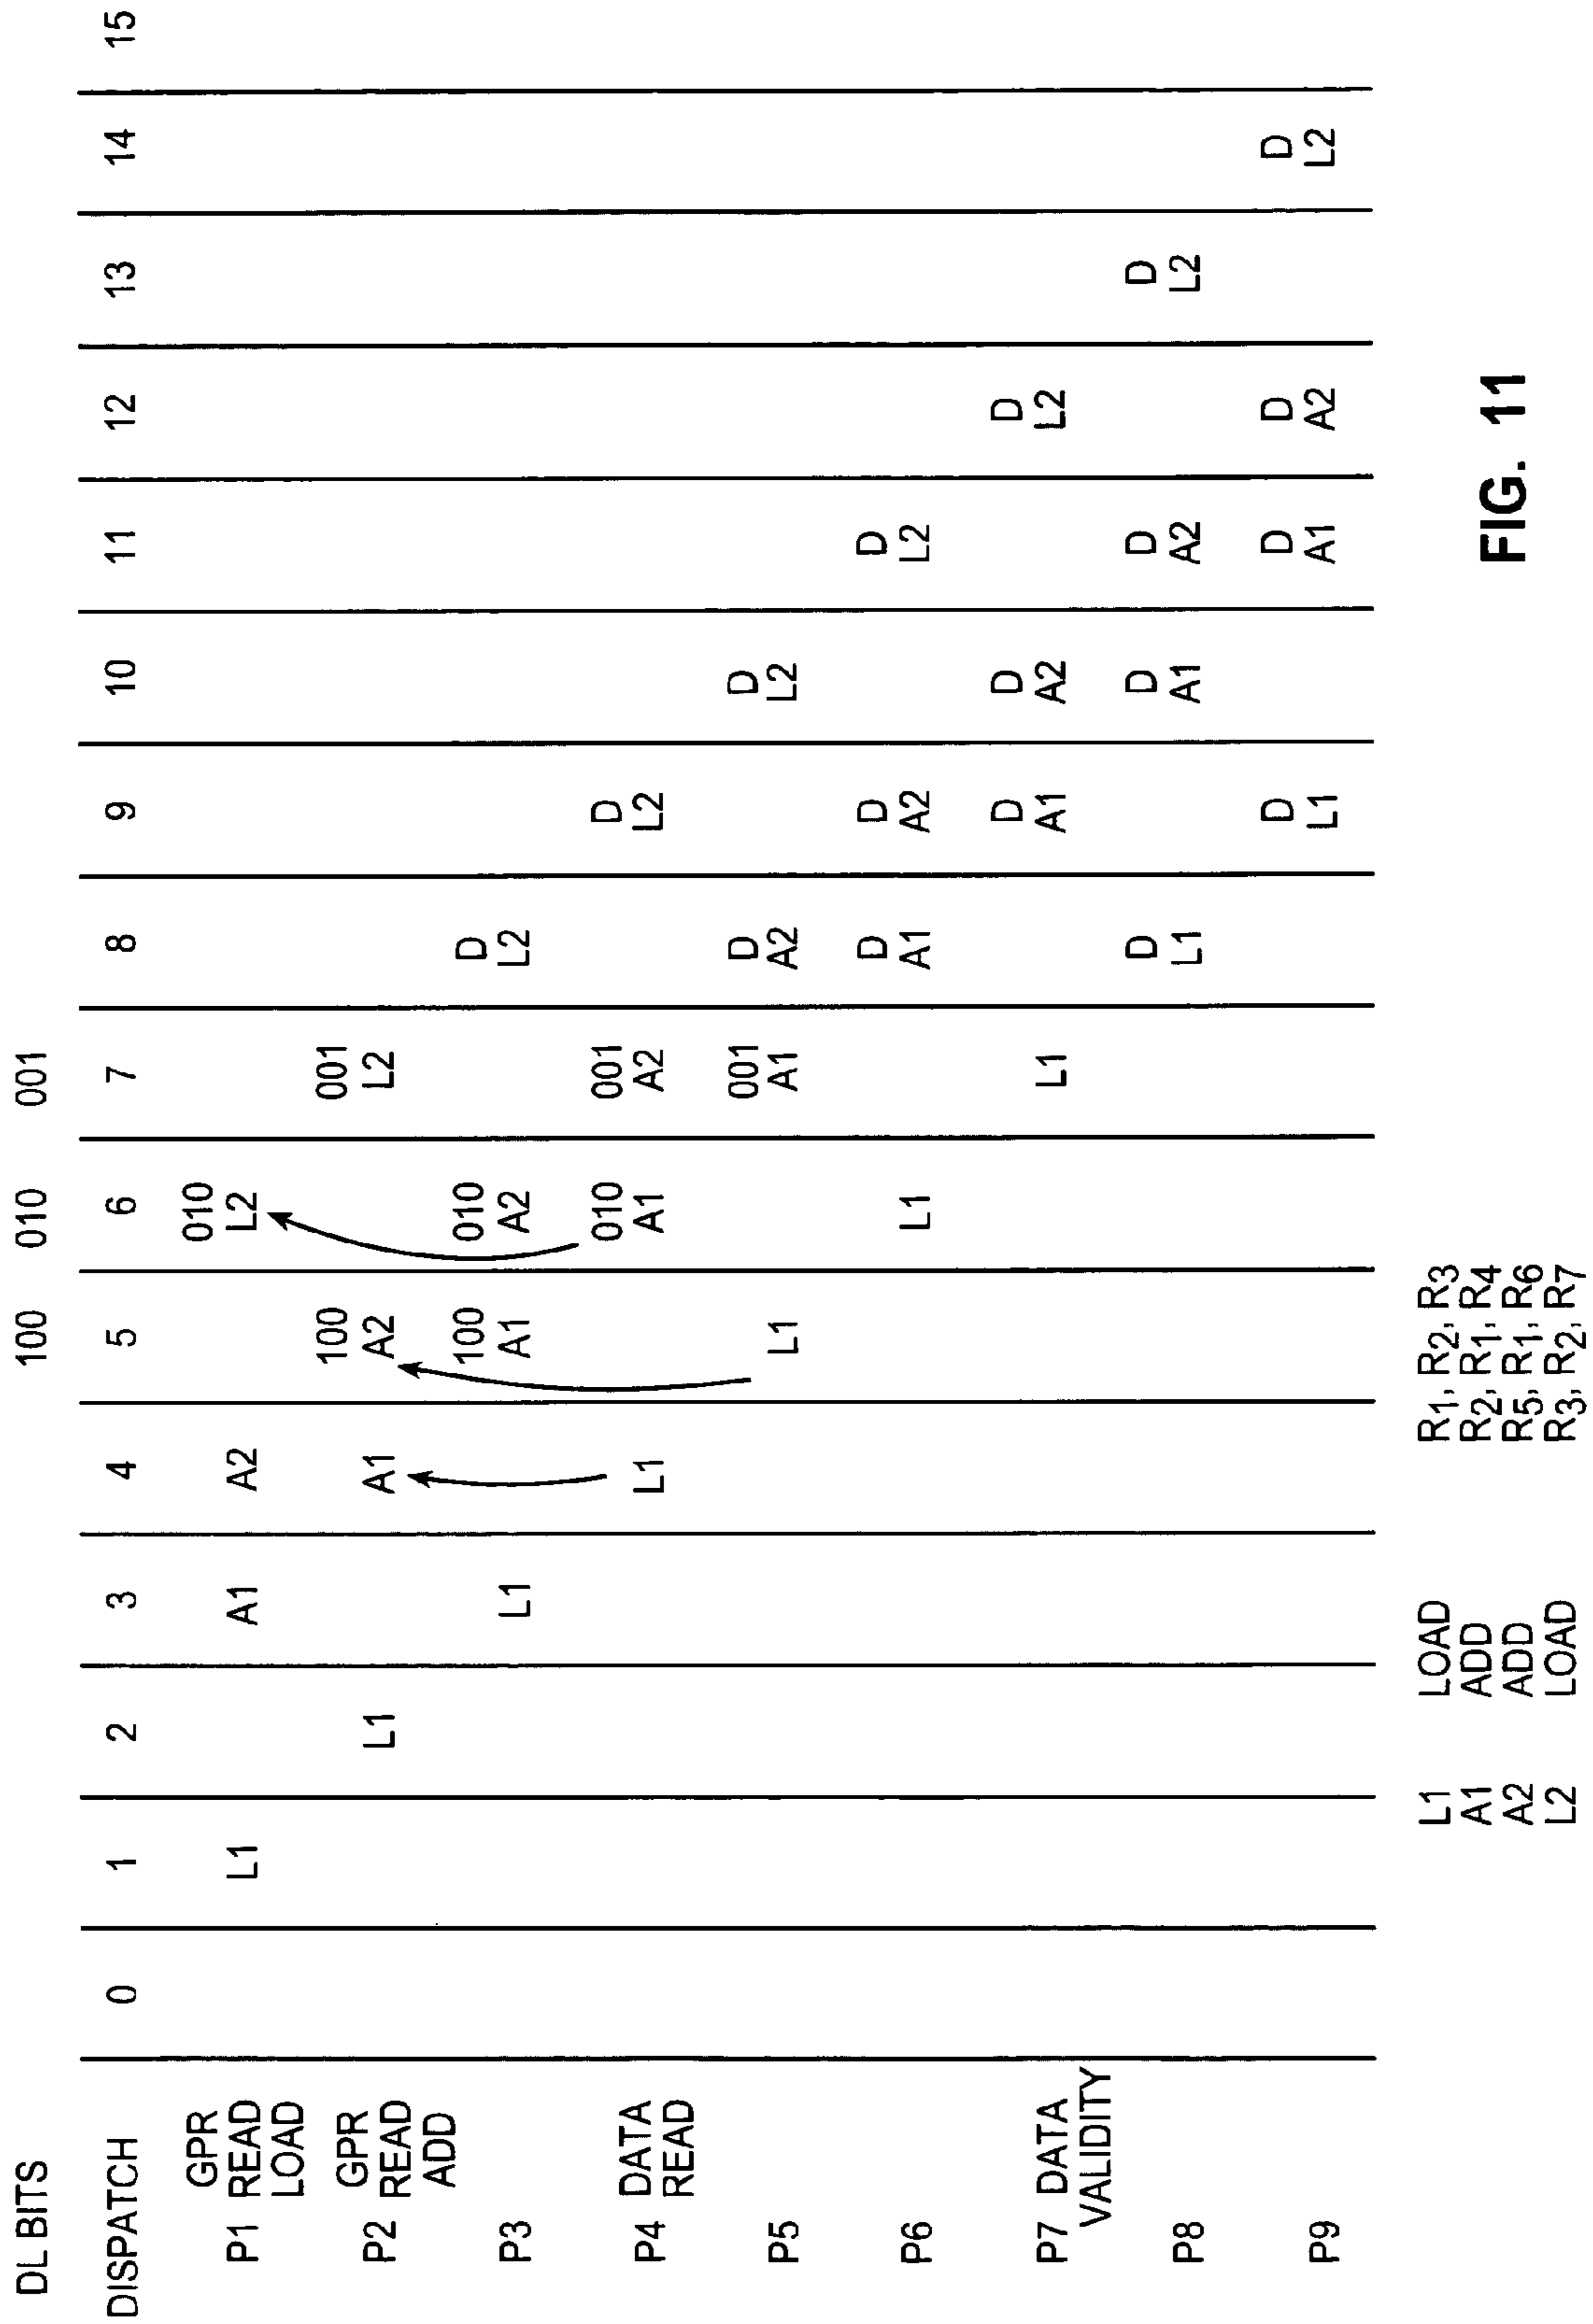 DL BITS 100 010 001
DISPATCH 0 1 2 3 4 5 6 7 8 9 10 11 12 13 14 15
GPR
P1 READ L1 A1 A2 010 L2
LOAD
GPR
P2 READ L1 A1 100 A2 001 L2
ADD
P3 L1 100 A1 010 A2 D L2
P4 DATA READ L1 010 A1 001 A2 D L2
P5 L1 001 A1 D A2 D L2
P6 L1 D A1 D A2 D L2
P7 DATA VALIDITY L1 D A1 D A2 D L2
P8 D L1 D A1 D A2 D L2
P9 D L1 D A1 D A2 D L2
L1 LOAD R1, R2, R3
A1 ADD R2, R1, R4
A2 ADD R5, R1, R6
L2 LOAD R3, R2, R7
FIG. 11